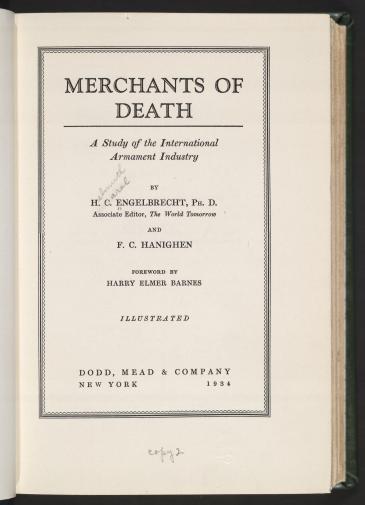 MERCHANTS OF
DEATH
A Study of the International
Armament Industry
BY
H. C. ENGELBRECHT, PH. D.
Associate Editor, The World Tomorrow
AND
F. C. HANIGHEN
FOREWORD BY
HARRY ELMER BARNES
ILLUSTRATED
DODD, MEAD & COMPANY
NEW YORK 1934
copy 2